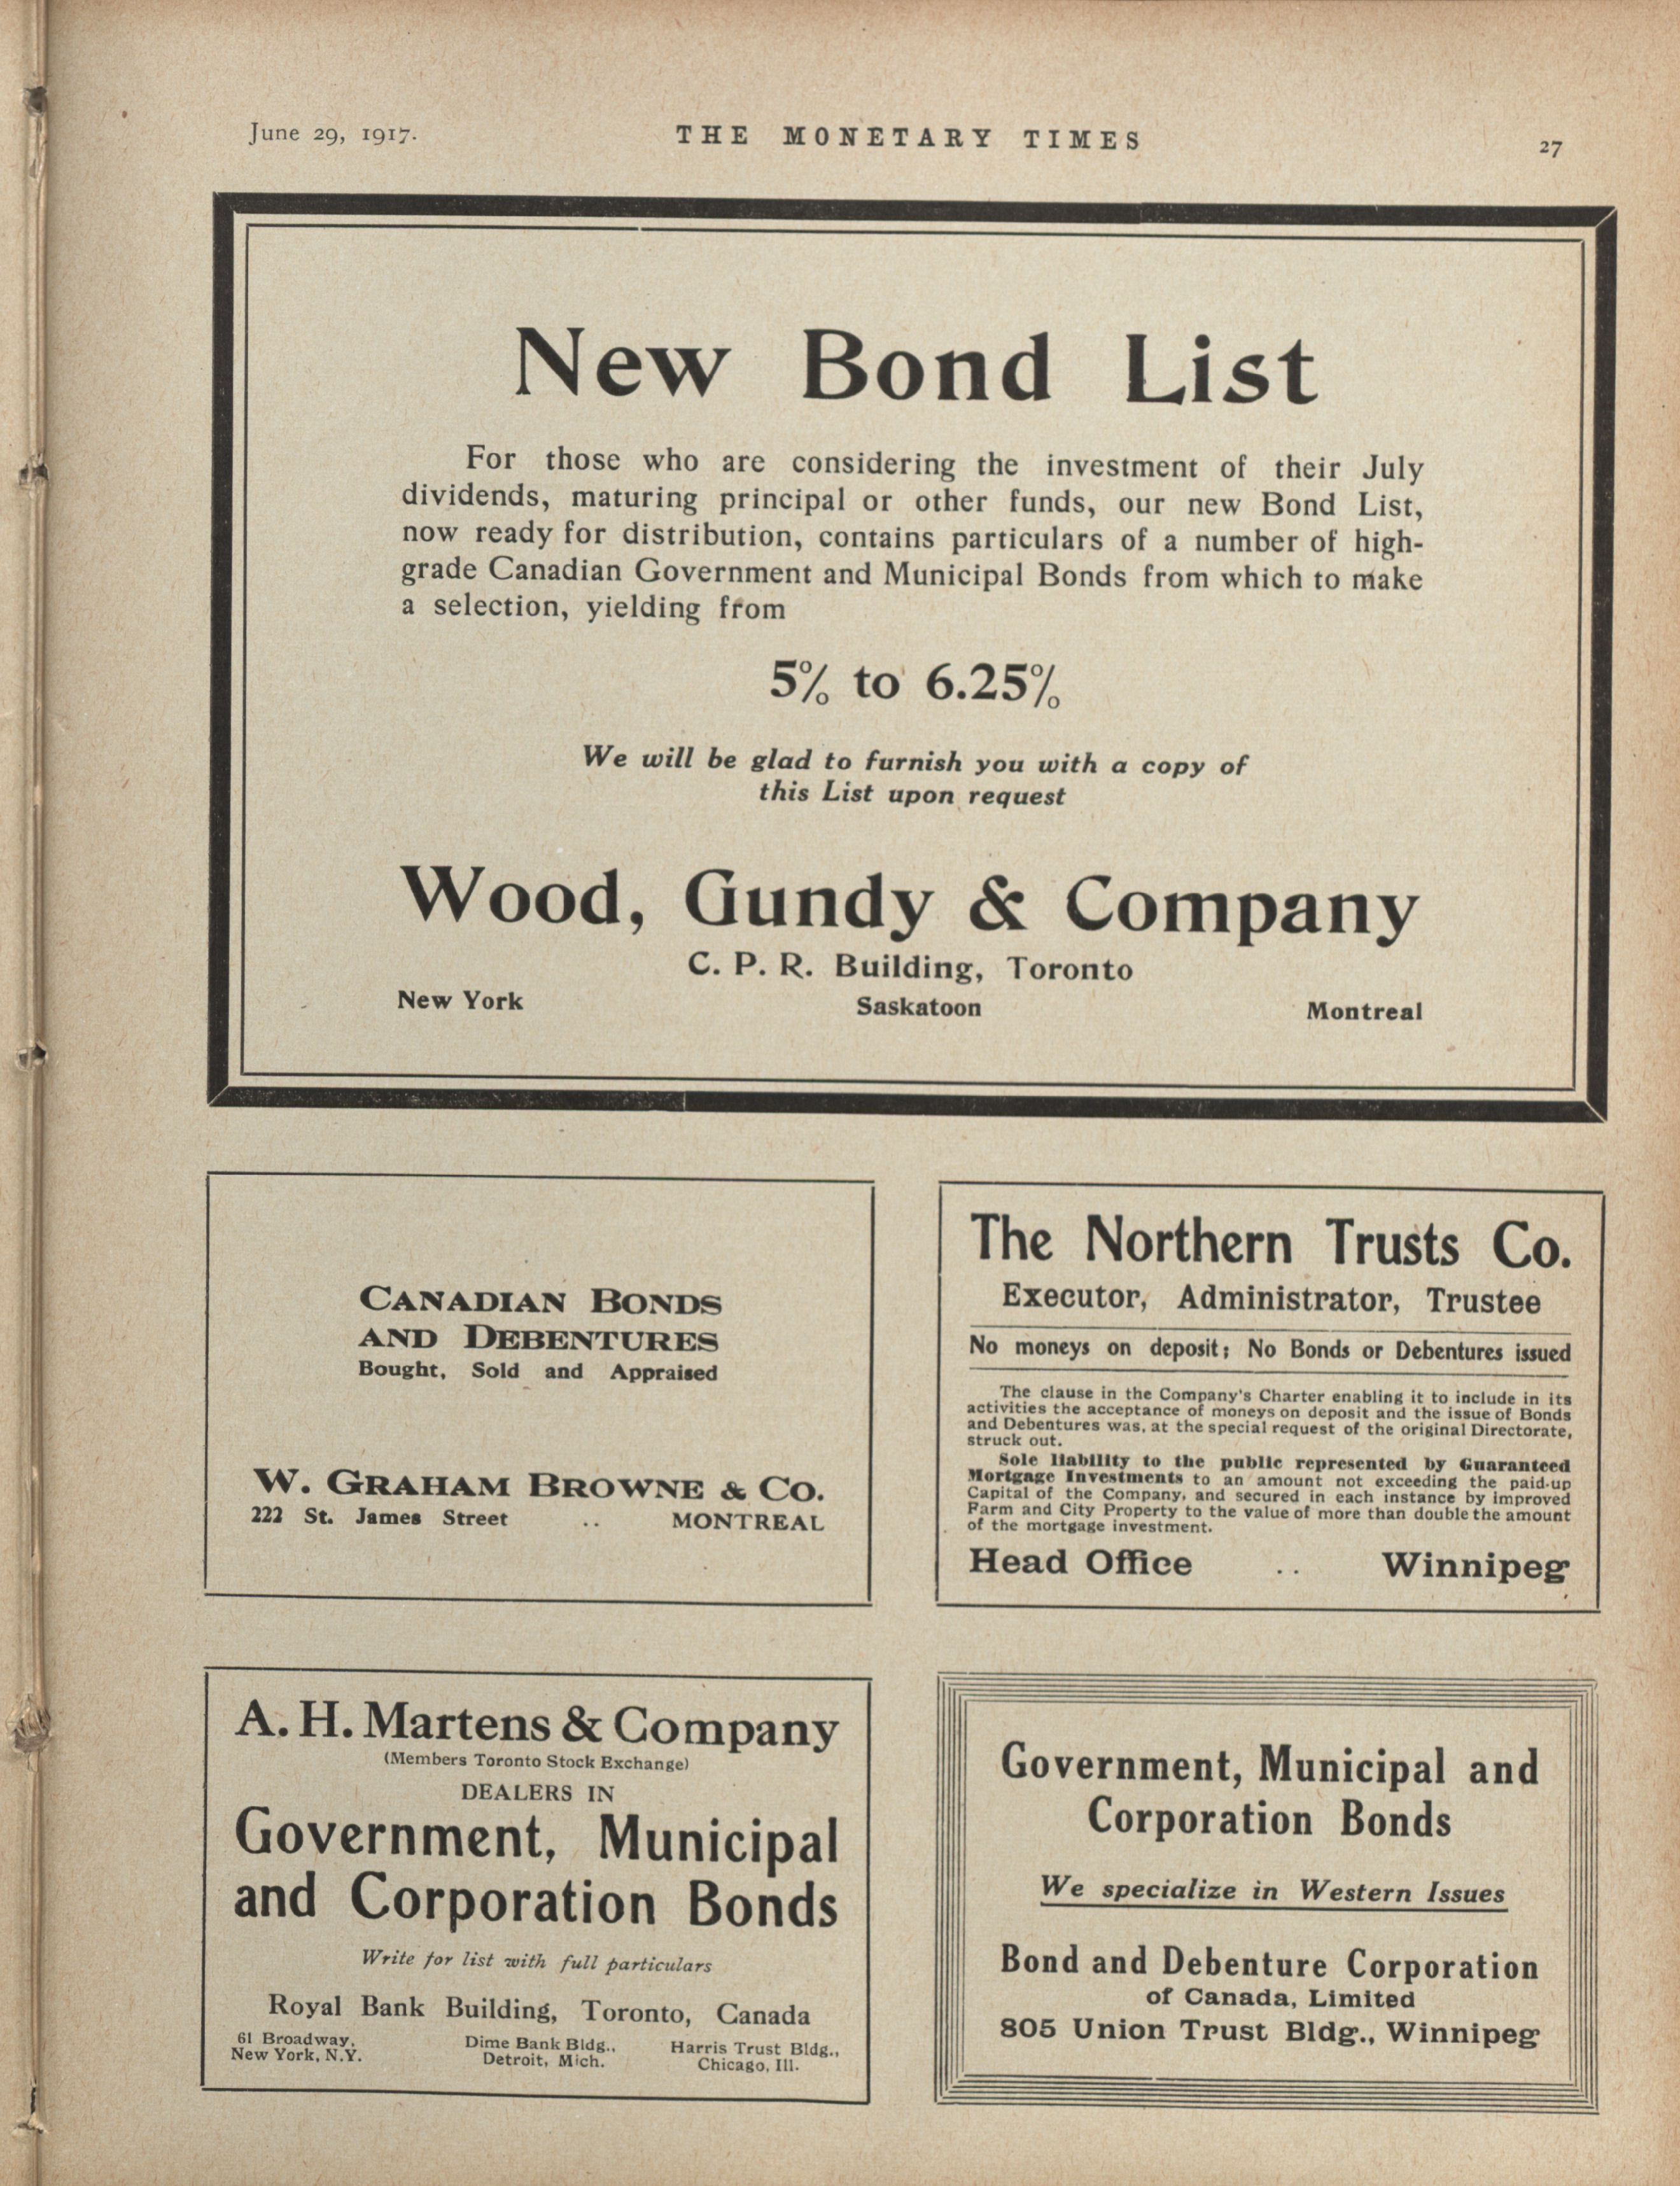 June 29, 1917.
THE MONETARY TIMES
27
New Bond List
For those who are considering the investment of their July
dividends, maturing principal or other funds, our new Bond List,
now ready for distribution, contains particulars of a number of high-
grade Canadian Government and Municipal Bonds from which to make
a selection, yielding from
5% to 6.25%
We will be glad to furnish you with a copy of
this List upon request
Wood, Gundy & Company
C. P. R. Building, Toronto
New York Saskatoon Montreal
CANADIAN BONDS
AND DEBENTURES
Bought, Sold and Appraised
W. GRAHAM BROWNE & CO.
222 St. James Street .. MONTREAL
The Northern Trusts Co.
Executor, Administrator, Trustee
No moneys on deposit; No Bonds or Debentures issued
The clause in the Company's Charter enabling it to include in its
activities the acceptance of moneys on deposit and the issue of Bonds
and Debentures was, at the special request of the original Directorate,
struck out.
Sole liability to the public represented by Guaranteed
Mortgage Investments to an amount not exceeding the paid-up
Capital of the Company, and secured in each instance by improved
Farm and City Property to the value of more than double the amount
of the mortgage investment.
Head Office .. Winnipeg
A. H. Martens & Company
(Members Toronto Stock Exchange)
DEALERS IN
Government, Municipal
and Corporation Bonds
Write for list with full particulars
Royal Bank Building, Toronto, Canada
61 Broadway, Dime Bank Bldg., Harris Trust Bldg.,
New York, N.Y. Detroit, Mich. Chicago, Ill.
Government, Municipal and
Corporation Bonds
We specialize in Western Issues
Bond and Debenture Corporation
of Canada, Limited
805 Union Trust Bldg., Winnipeg